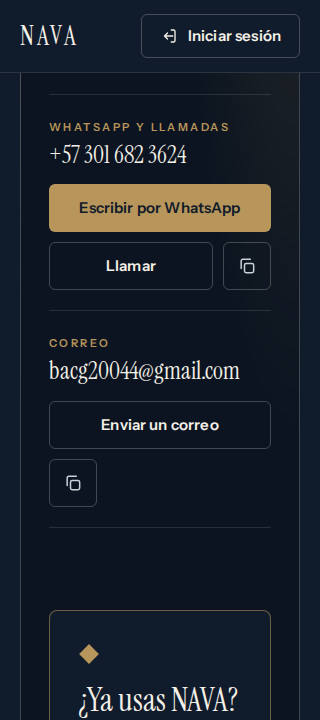 NAVA
Iniciar sesión
WHATSAPP Y LLAMADAS
+57 301 682 3624
Escribir por WhatsApp
Llamar
CORREO
bacg20044@gmail.com
Enviar un correo
¿Ya usas NAVA?